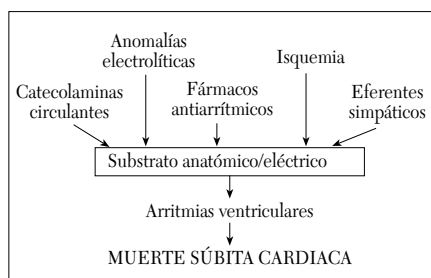 Anomalías
electrolíticas
Isquemia
Catecolaminas
circulantes
Fármacos
antiarrítmicos
Eferentes
simpáticos
Substrato anatómico/eléctrico
Arritmias ventriculares
MUERTE SÚBITA CARDIACA